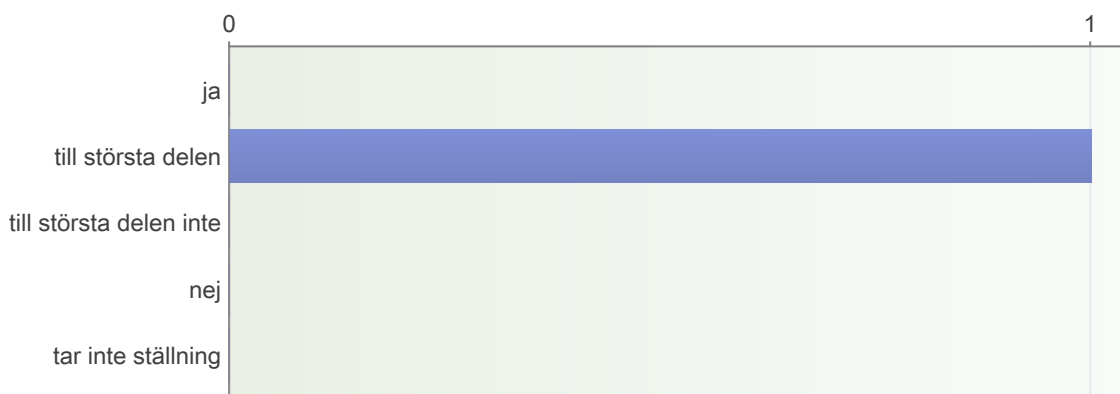 0 1
ja
till största delen
till största delen inte
nej
tar inte ställning